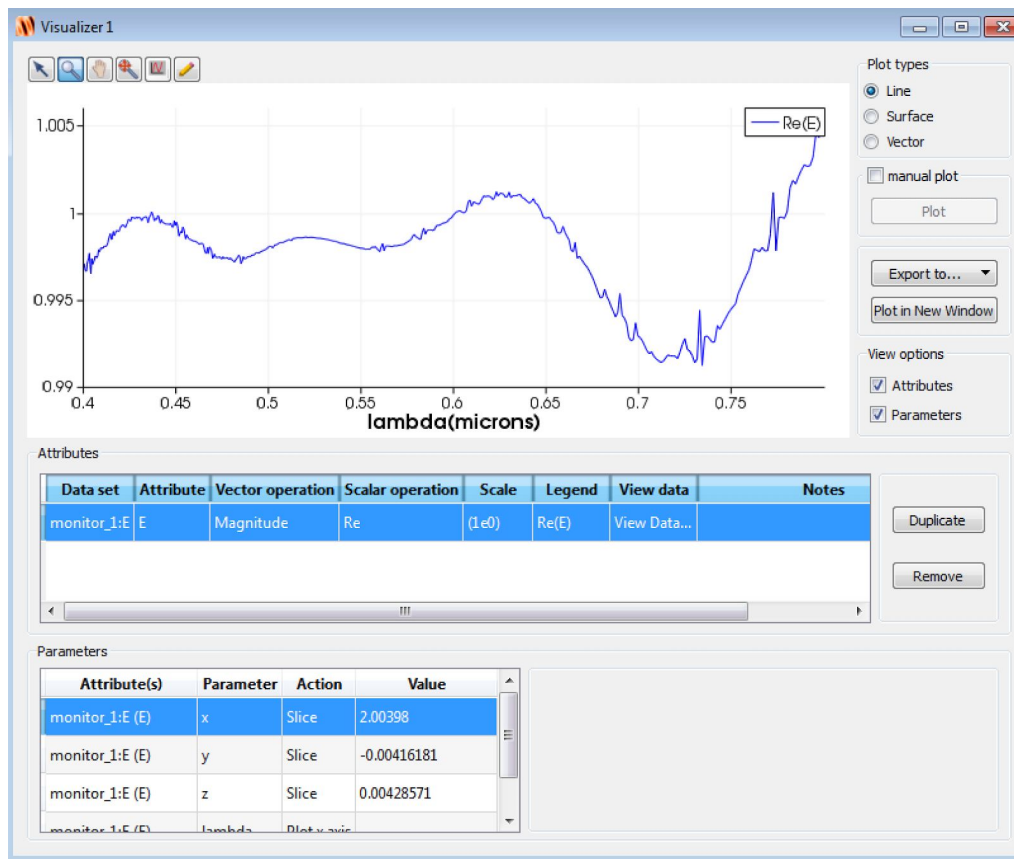 Visualizer 1
Plot types
Line
Surface
Vector
manual plot
Plot
Export to...
Plot in New Window
View options
Attributes
Parameters
1.005
1
0.995
0.99
Re(E)
0.4 0.45 0.5 0.55 0.6 0.65 0.7 0.75
lambda(microns)
Attributes
Data set Attribute Vector operation Scalar operation Scale Legend View data Notes
monitor_1:E E Magnitude Re (1e0) Re(E) View Data...
Duplicate
Remove
Parameters
Attribute(s) Parameter Action Value
monitor_1:E (E) x Slice 2.00398
monitor_1:E (E) y Slice -0.00416181
monitor_1:E (E) z Slice 0.00428571
monitor_1:E (E) lambda Plot x axis